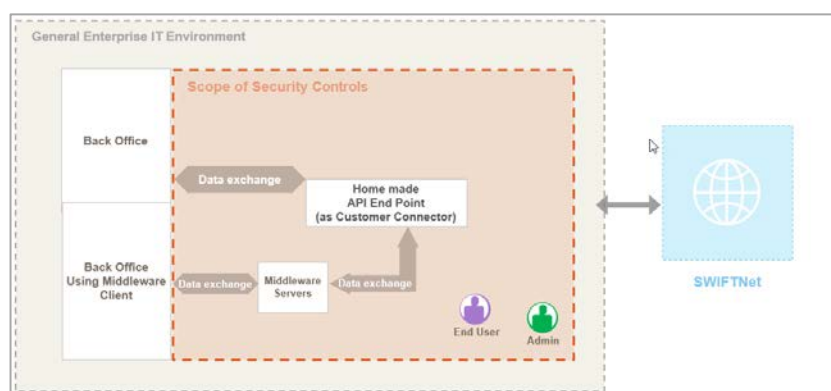 General Enterprise IT Environment
Scope of Security Controls
Back Office
Data exchange
Home made
API End Point
(as Customer Connector)
Back Office
Using Middleware
Client
Data exchange
Middleware
Servers
Data exchange
End User
Admin
SWIFTNet